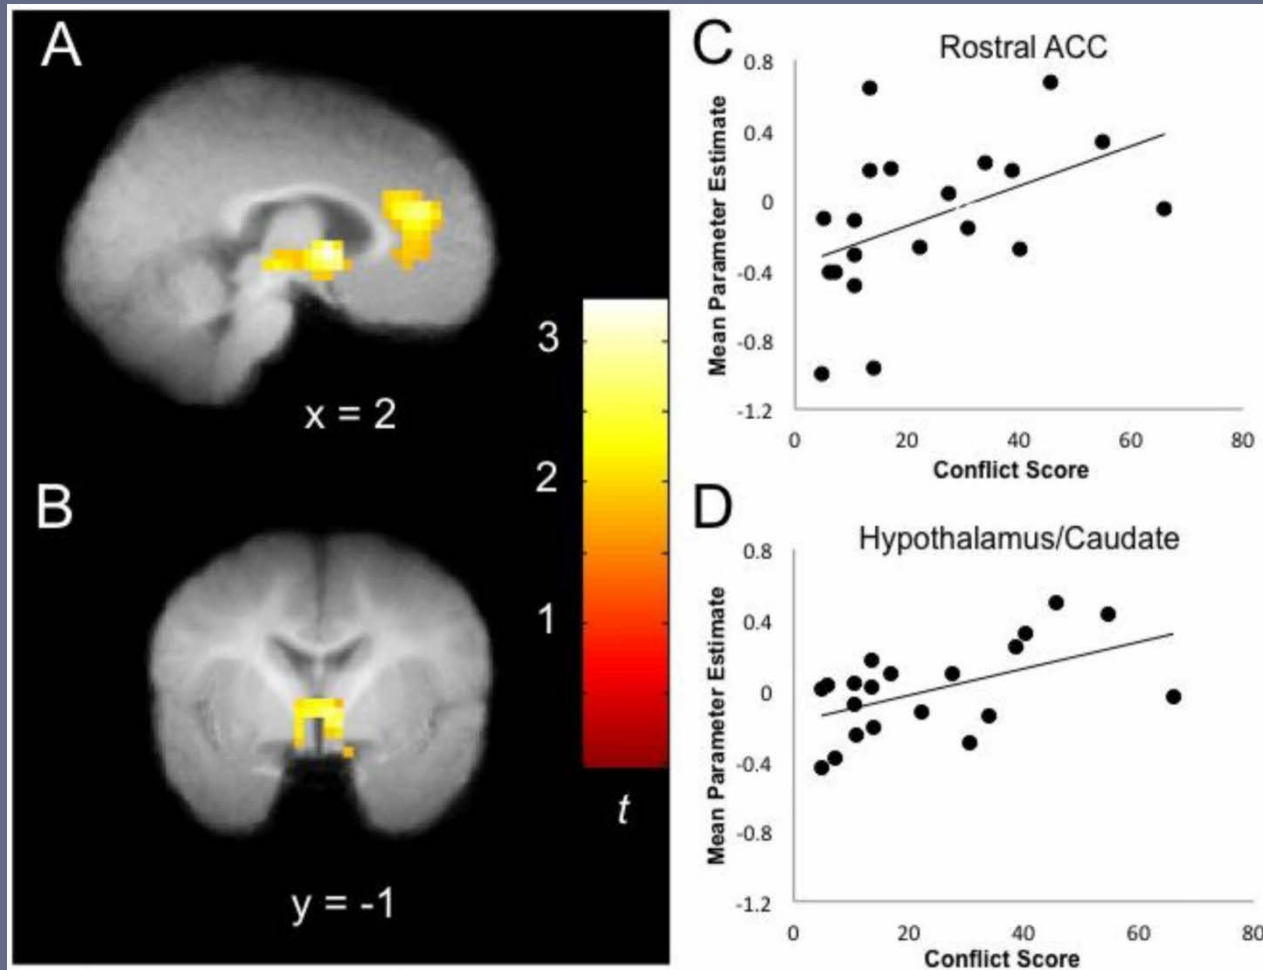 A
x = 2
B
y = -1
3
2
1
t
C
Rostral ACC
Mean Parameter Estimate
0.8
0.4
0
-0.4
-0.8
-1.2
0 20 40 60 80
Conflict Score
D
Hypothalamus/Caudate
Mean Parameter Estimate
0.8
0.4
0
-0.4
-0.8
-1.2
0 20 40 60 80
Conflict Score